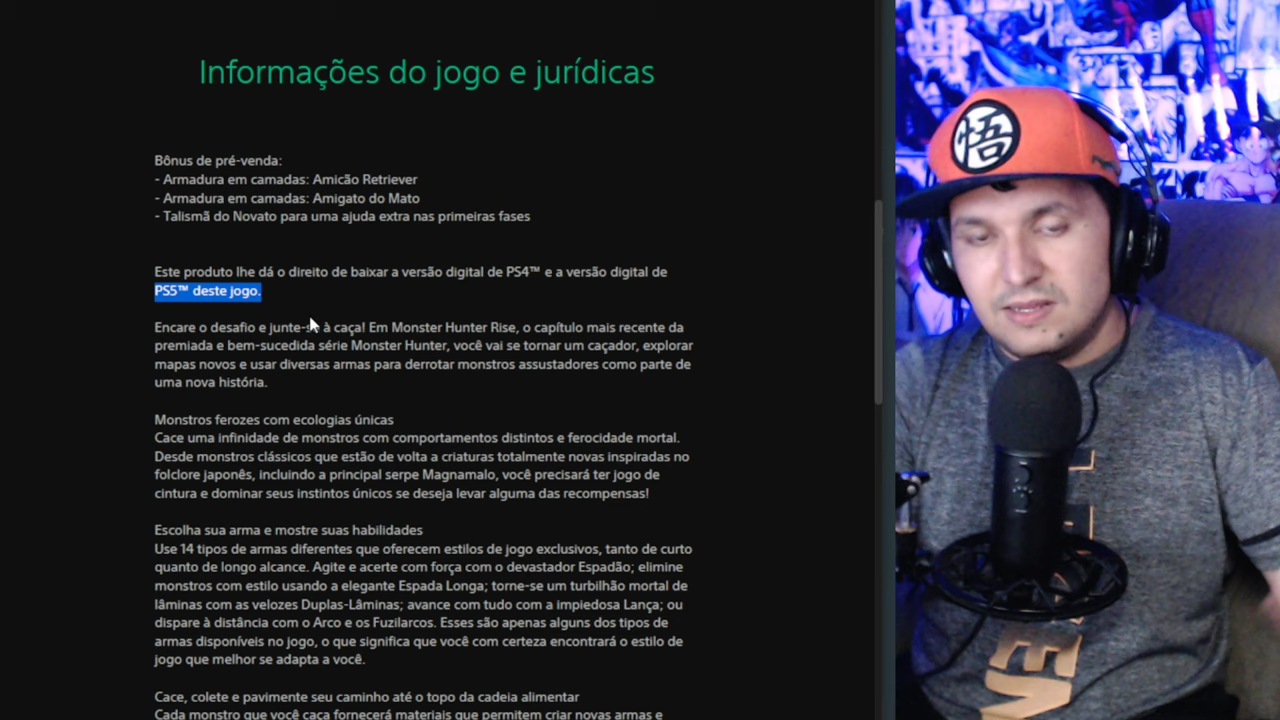 Informações do jogo e jurídicas
Bônus de pré-venda:
- Armadura em camadas: Amicão Retriever
- Armadura em camadas: Amigato do Mato
- Talismã do Novato para uma ajuda extra nas primeiras fases
Este produto lhe dá o direito de baixar a versão digital de PS4™ e a versão digital de
PS5™ deste jogo.
Encare o desafio e junte-se à caça! Em Monster Hunter Rise, o capítulo mais recente da
premiada e bem-sucedida série Monster Hunter, você vai se tornar um caçador, explorar
mapas novos e usar diversas armas para derrotar monstros assustadores como parte de
uma nova história.
Monstros ferozes com ecologias únicas
Cace uma infinidade de monstros com comportamentos distintos e ferocidade mortal.
Desde monstros clássicos que estão de volta a criaturas totalmente novas inspiradas no
folclore japonês, incluindo a principal serpe Magnamalo, você precisará ter jogo de
cintura e dominar seus instintos únicos se deseja levar alguma das recompensas!
Escolha sua arma e mostre suas habilidades
Use 14 tipos de armas diferentes que oferecem estilos de jogo exclusivos, tanto de curto
quanto de longo alcance. Agite e acerte com força com o devastador Espadão; elimine
monstros com estilo usando a elegante Espada Longa; torne-se um turbilhão mortal de
lâminas com as velozes Duplas-Lâminas; avance com tudo com a impiedosa Lança; ou
dispare à distância com o Arco e os Fuzilarcos. Esses são apenas alguns dos tipos de
armas disponíveis no jogo, o que significa que você com certeza encontrará o estilo de
jogo que melhor se adapta a você.
Cace, colete e pavimente seu caminho até o topo da cadeia alimentar
Cada monstro que você caça fornecerá materiais que permitem criar novas armas e
悟